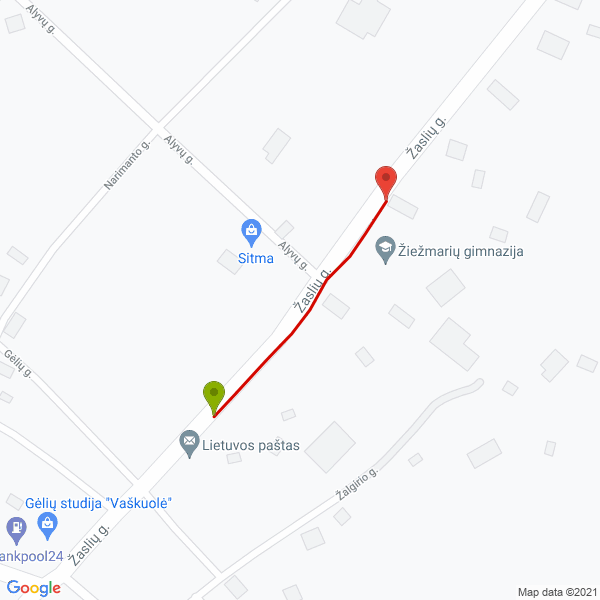 Alyvų g.
Žaslių g.
Alyvų g.
Narimanto g.
Alyvų g.
Sitma
Žiežmarių gimnazija
Žaslių g.
Gėlių g.
Lietuvos paštas
Žalgirio g.
Gėlių studija "Vaškuolė"
ankpool24
Žaslių g.
Google
Map data ©2021